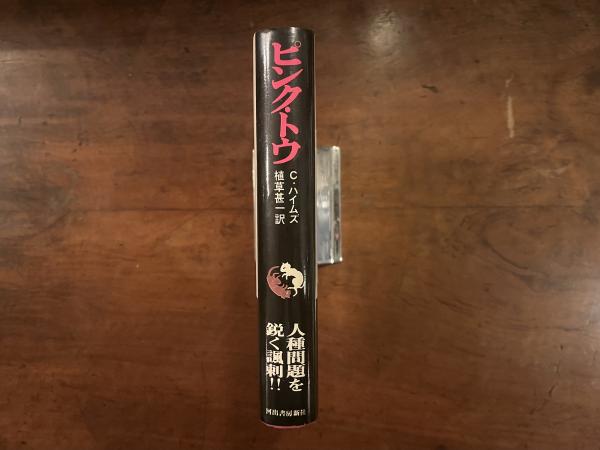 ピンク・トウ
C・ハイムズ
植草甚一訳
人種問題を
鋭く諷刺!!
河出書房新社